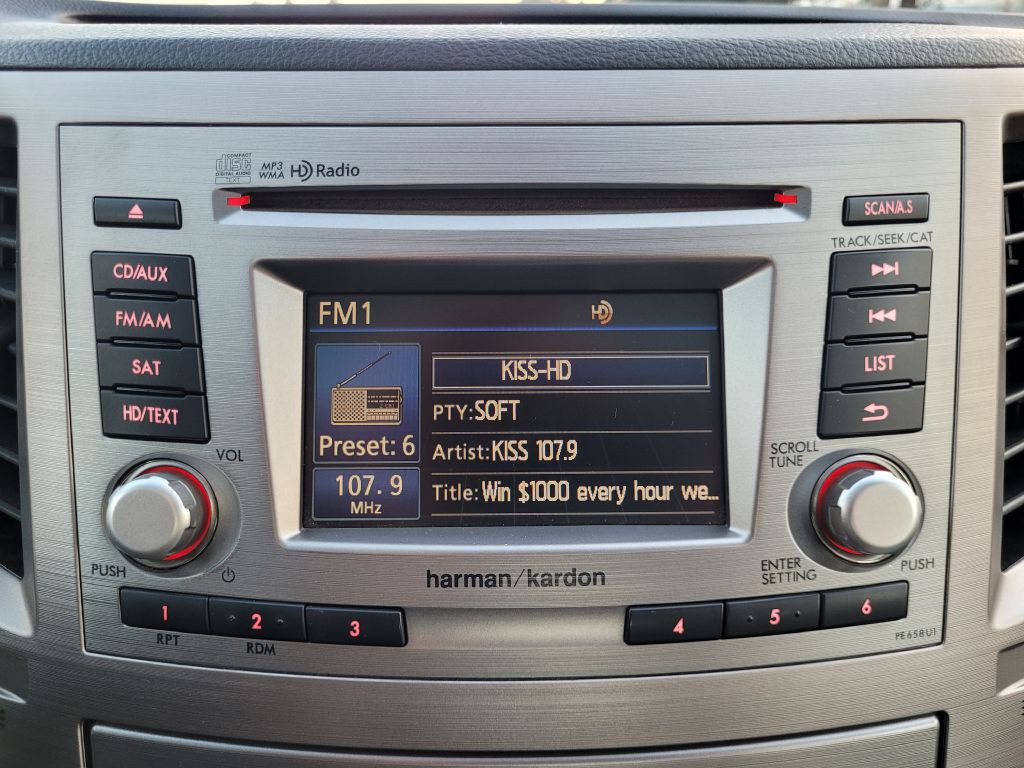 COMPACT
disc
DIGITAL AUDIO
TEXT
MP3
WMA
HD Radio
SCAN/A.S
TRACK/SEEK/CAT
CD/AUX
FM/AM
SAT
HD/TEXT
LIST
FM1
HD
KISS-HD
PTY:SOFT
Artist:KISS 107.9
Title:Win $1000 every hour we...
Preset: 6
107.9
MHz
VOL
PUSH
SCROLL
TUNE
ENTER
SETTING
PUSH
harman/kardon
1
RPT
2
RDM
3
4
5
6
PE658U1